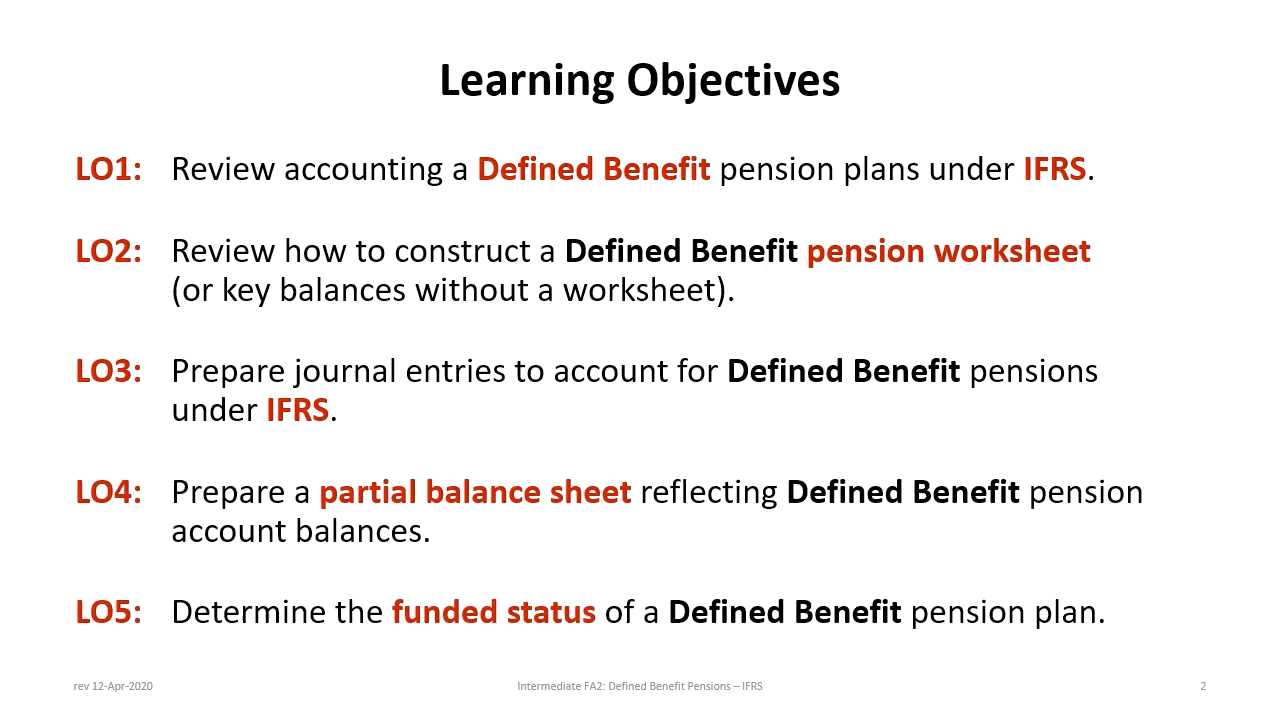 Learning Objectives
LO1: Review accounting a Defined Benefit pension plans under IFRS.
LO2: Review how to construct a Defined Benefit pension worksheet
(or key balances without a worksheet).
LO3: Prepare journal entries to account for Defined Benefit pensions
under IFRS.
LO4: Prepare a partial balance sheet reflecting Defined Benefit pension
account balances.
LO5: Determine the funded status of a Defined Benefit pension plan.
rev 12-Apr-2020
Intermediate FA2: Defined Benefit Pensions – IFRS
2